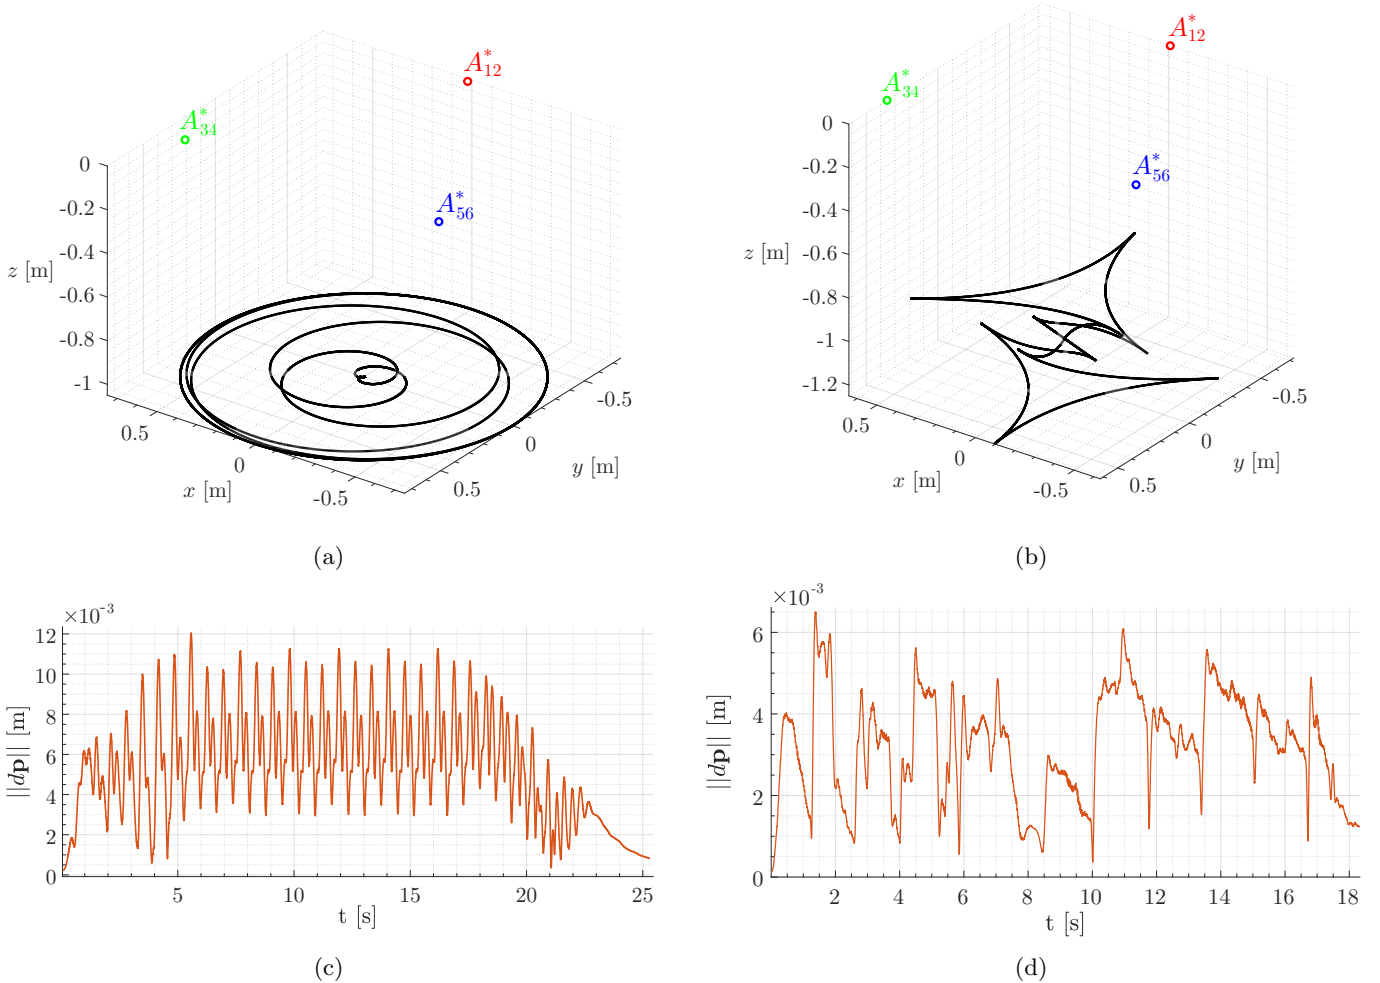 A*12
A*34
A*56
0
-0.2
-0.4
z [m]
-0.6
-0.8
-1
0.5
0
-0.5
x [m]
0.5
0
-0.5
y [m]
(a)
A*12
A*34
A*56
0
-0.2
-0.4
z [m] -0.6
-0.8
-1
-1.2
0.5
0
-0.5
x [m]
0.5
0
-0.5
y [m]
(b)
×10-3
12
10
8
6
4
2
0
||dp|| [m]
5 10 15 20 25
t [s]
(c)
×10-3
6
4
2
0
||dp|| [m]
2 4 6 8 10 12 14 16 18
t [s]
(d)